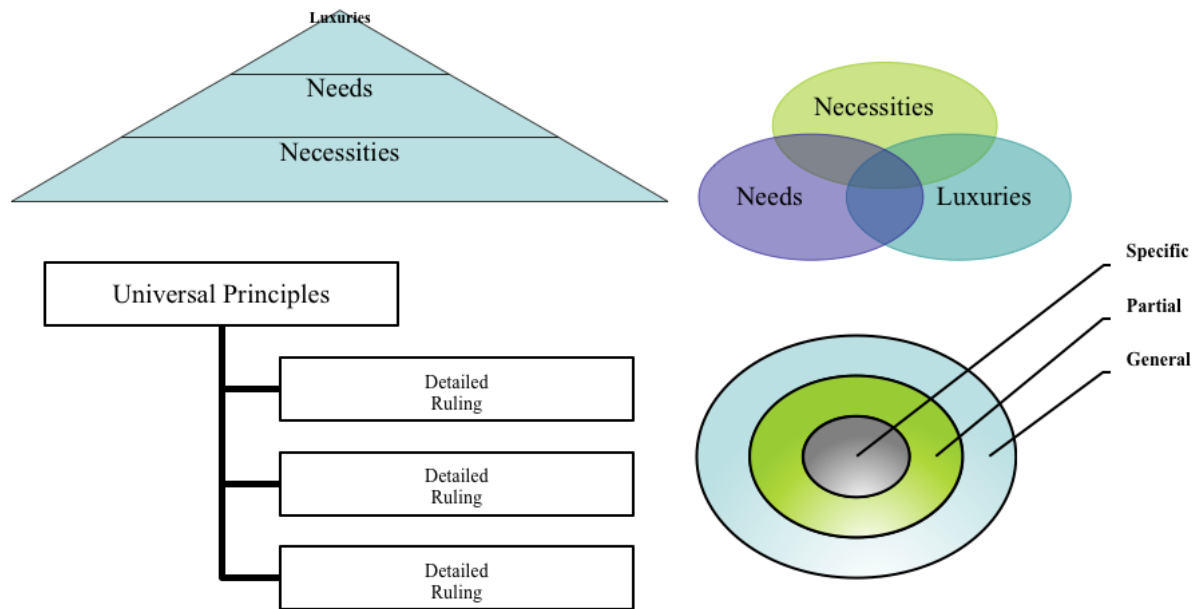 Luxuries
Needs
Necessities
Necessities
Needs
Luxuries
Universal Principles
Detailed
Ruling
Detailed
Ruling
Detailed
Ruling
Specific
Partial
General